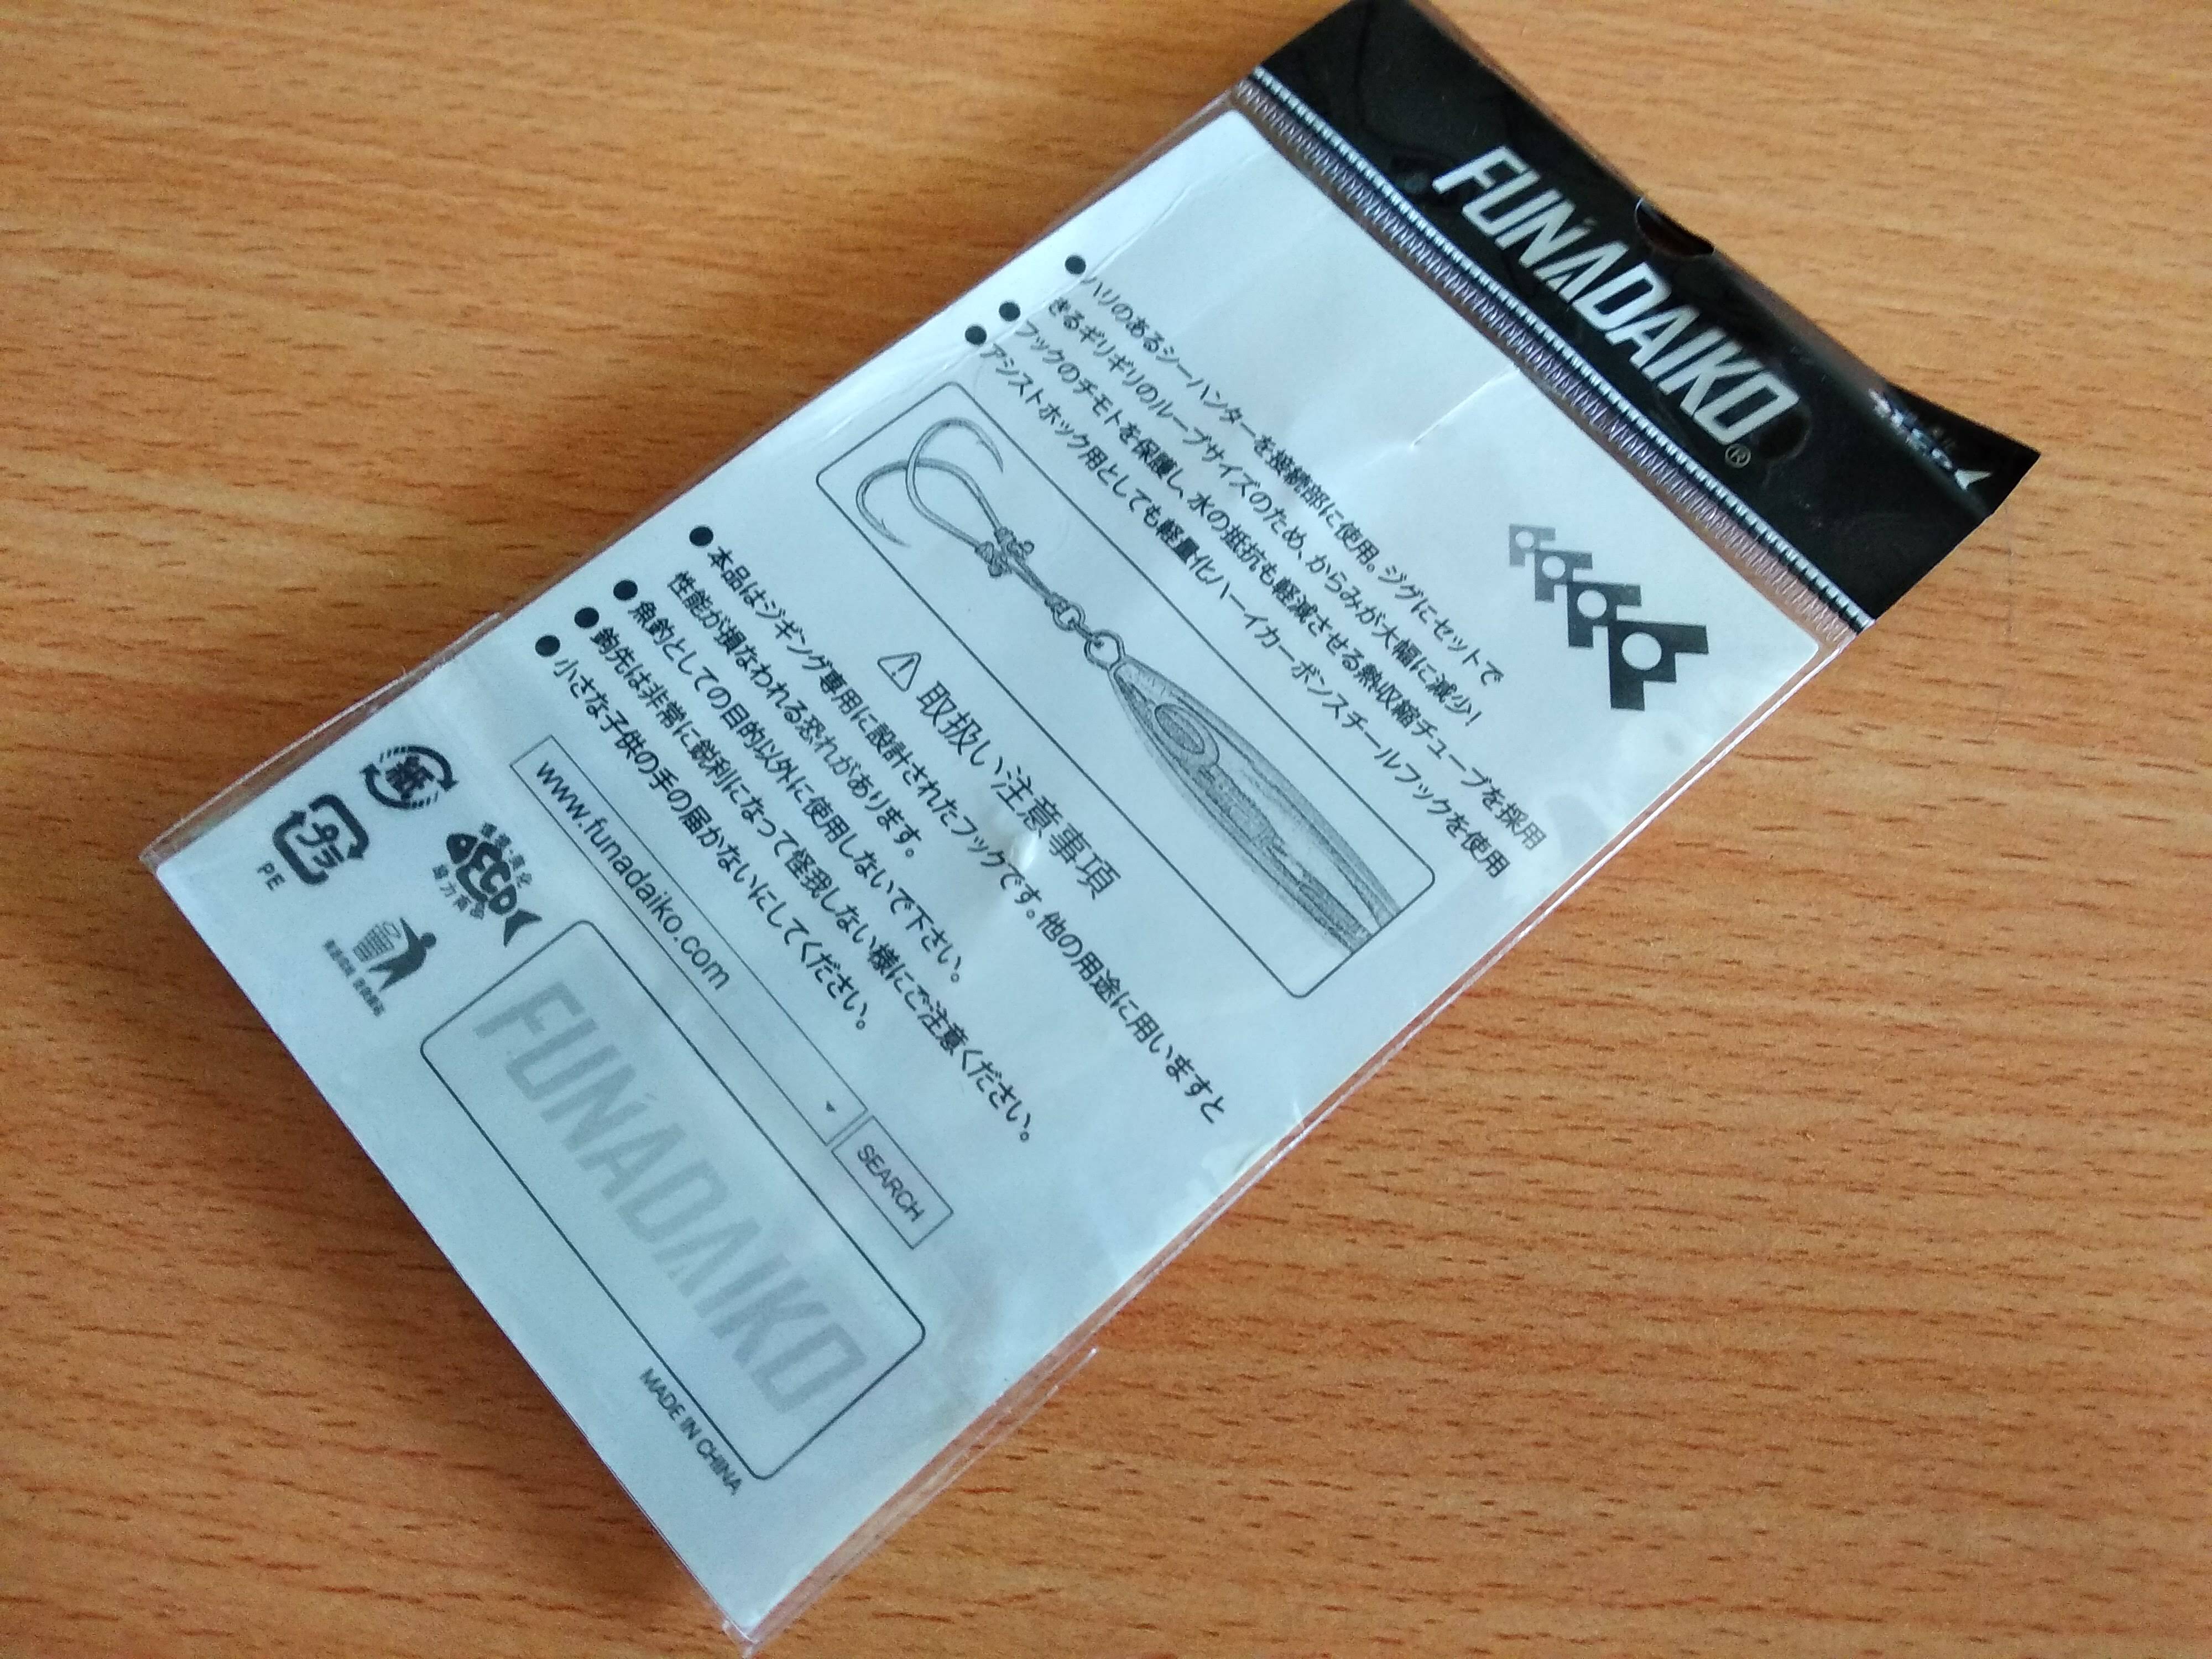 FUNADAIKO®
●ハリのあるシーハンターを接続部に使用。ジグにセットで
きるギリギリのループサイズのため、からみが大幅に減少!
●フックのチモトを保護し、水の抵抗も軽減させる熱収縮チューブを採用
●アシストホック用としても軽量化ハーイカーボンスチールフックを使用
⚠ 取扱い注意事項
●本品はジギング専用に設計されたフックです。他の用途に用いますと
性能が損なわれる恐れがあります。
●魚釣としての目的以外に使用しないで下さい。
●鈎先は非常に鋭利になって怪我しない様にご注意ください。
●小さな子供の手の届かないにしてください。
www.funadaiko.com
SEARCH
紙
プラ
PE
ECO
FUNADAIKO
MADE IN CHINA